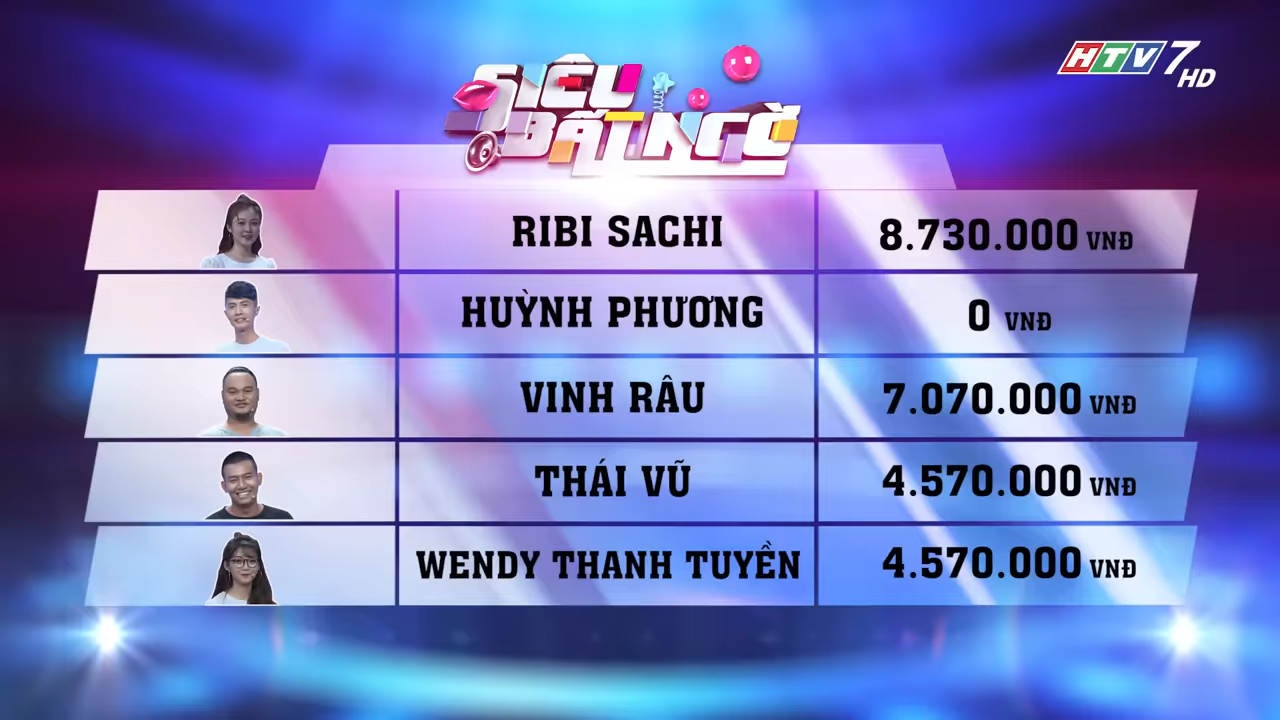 HTV7 HD
SIÊU
BẤT NGỜ
RIBI SACHI 8.730.000 VNĐ
HUỲNH PHƯƠNG 0 VNĐ
VINH RÂU 7.070.000 VNĐ
THÁI VŨ 4.570.000 VNĐ
WENDY THANH TUYỀN 4.570.000 VNĐ